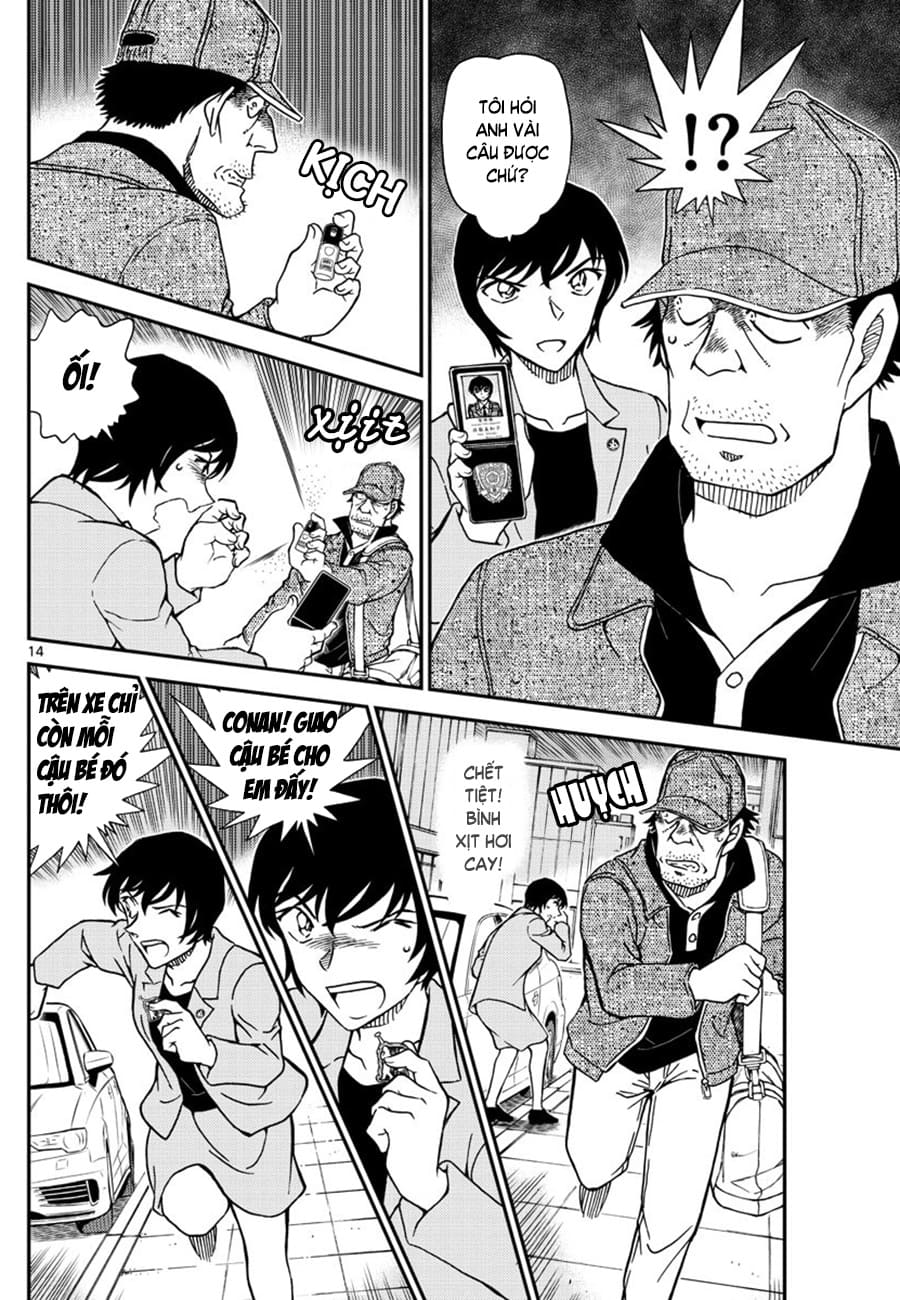 !?
TÔI HỎI
ANH VÀI
CÂU ĐƯỢC
CHỨ?
KỊCH
ỐI!
XỊỊT
14
CHẾT
TIỆT!
BÌNH
XỊT HƠI
CAY!
HUỴCH
CONAN! GIAO
CẬU BÉ CHO
EM ĐẤY!
TRÊN XE CHỈ
CÒN MỖI
CẬU BÉ ĐÓ
THÔI!